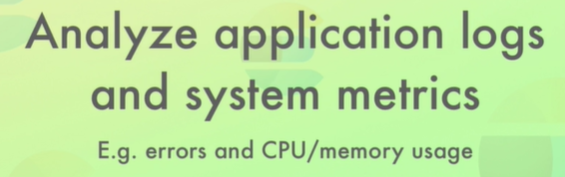 Analyze application logs
and system metrics
E.g. errors and CPU/memory usage